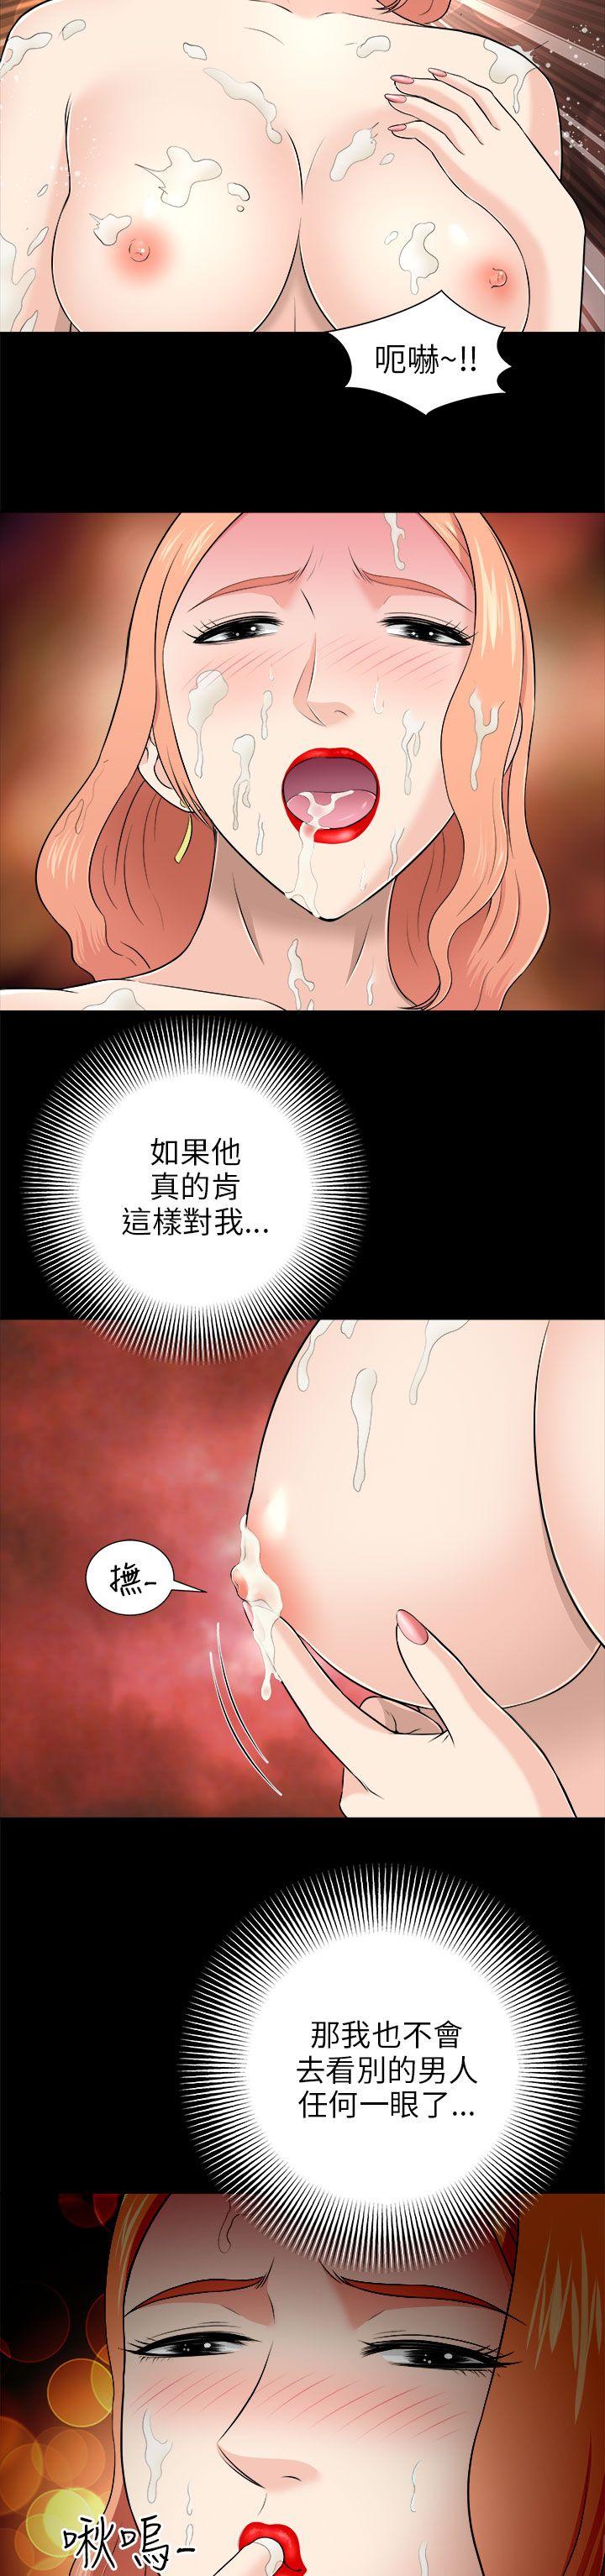 呃嚇~!!
如果他
真的肯
這樣對我...
撫-
那我也不會
去看別的男人
任何一眼了...
啾嗚-